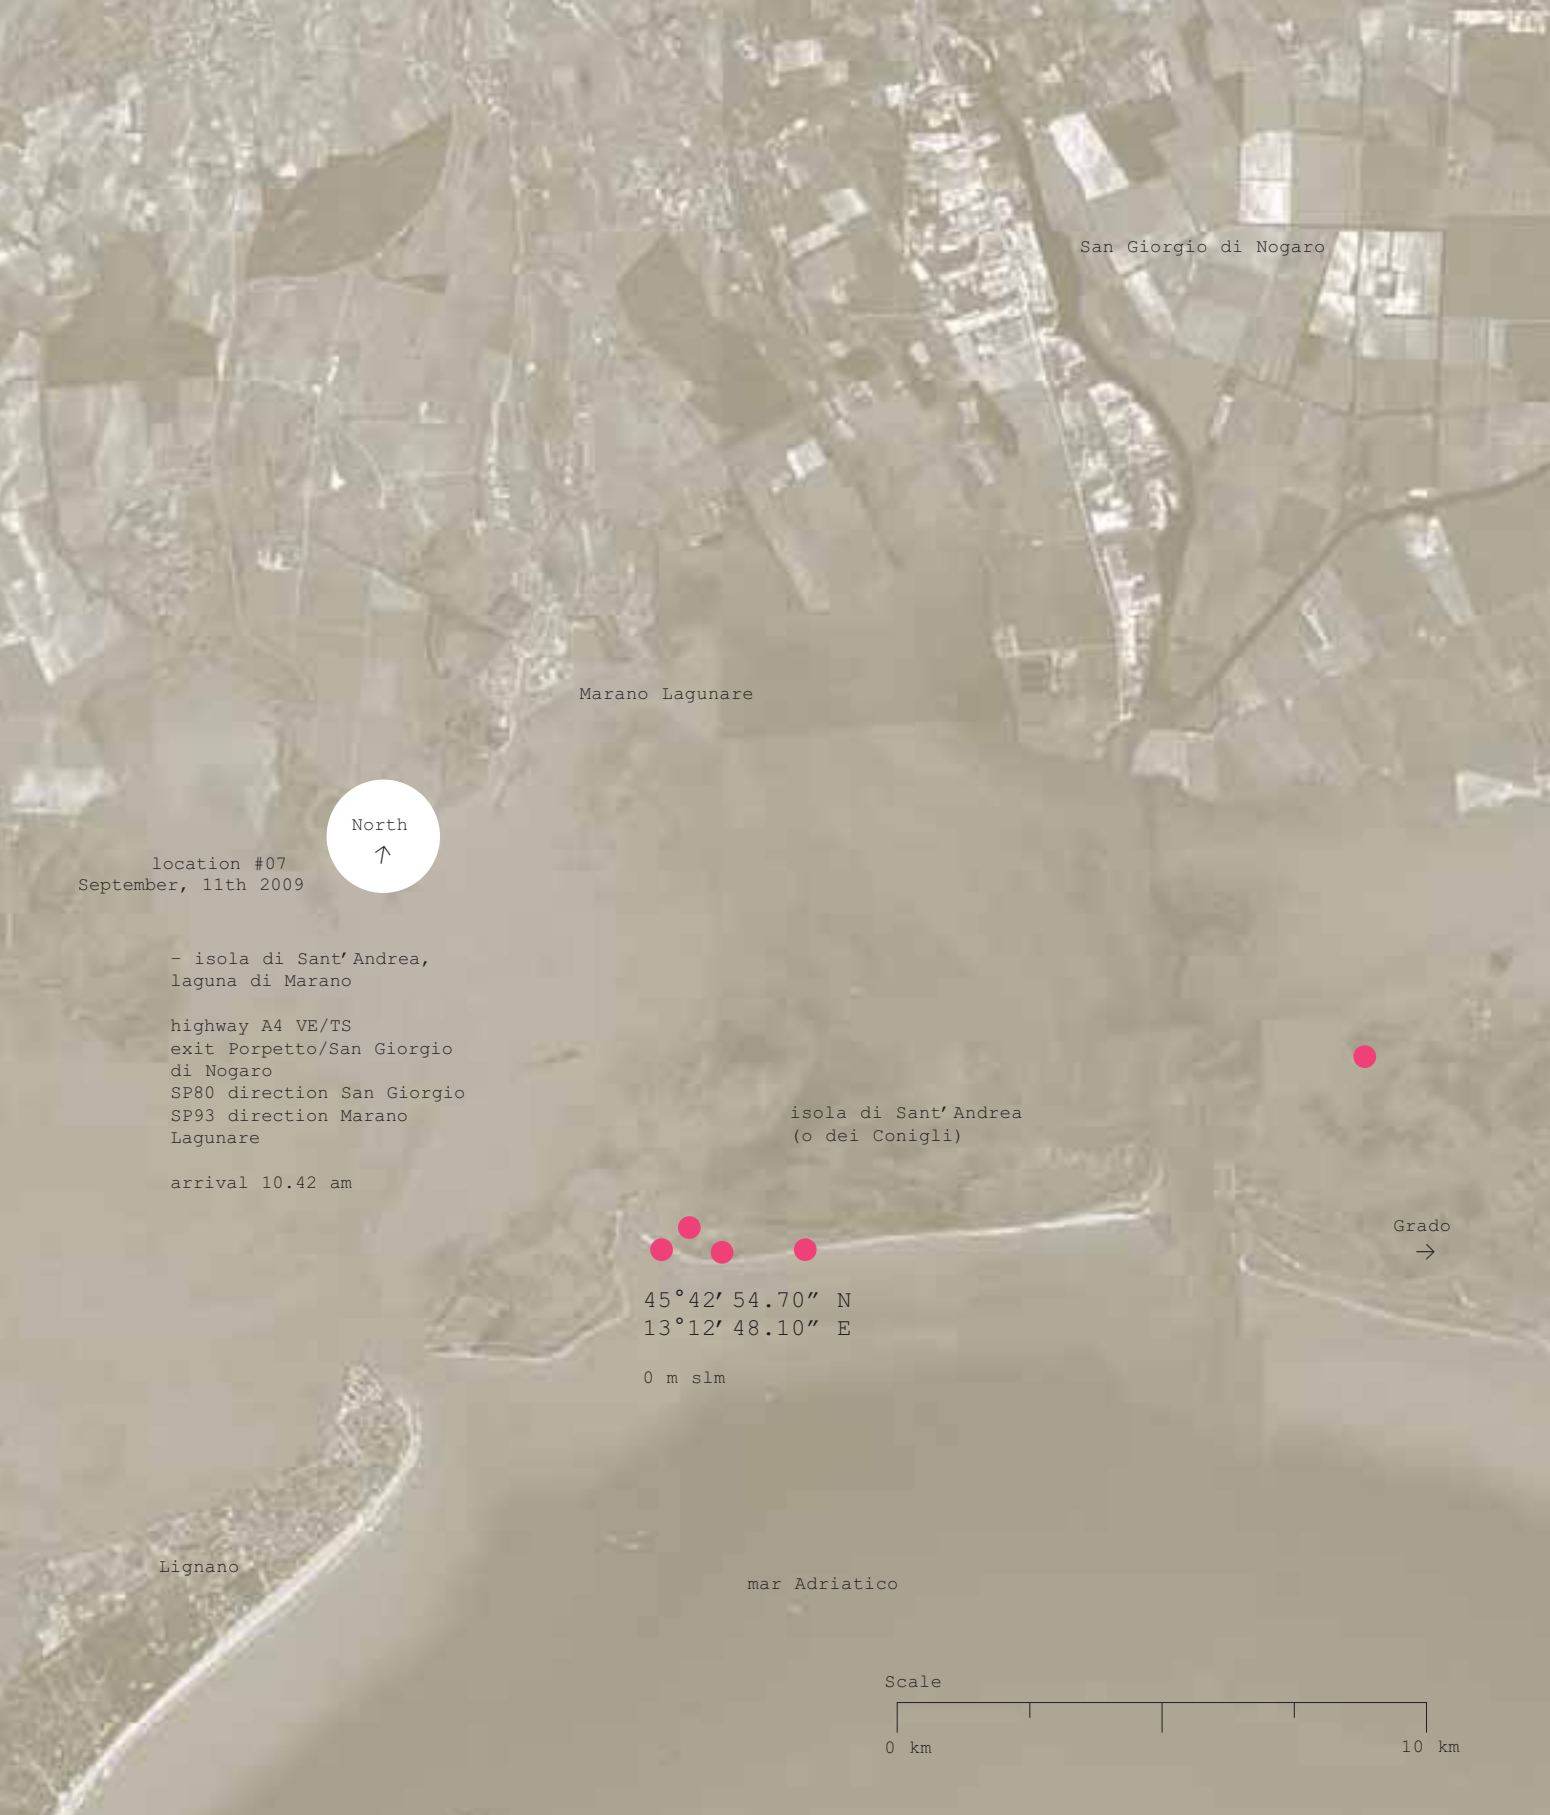 San Giorgio di Nogaro
Marano Lagunare
North
location #07
September, 11th 2009
– isola di Sant′Andrea,
laguna di Marano
highway A4 VE/TS
exit Porpetto/San Giorgio
di Nogaro
SP80 direction San Giorgio
SP93 direction Marano
Lagunare
arrival 10.42 am
isola di Sant′Andrea
(o dei Conigli)
Grado
45°42′54.70″ N
13°12′48.10″ E
0 m slm
Lignano
mar Adriatico
Scale
0 km
10 km